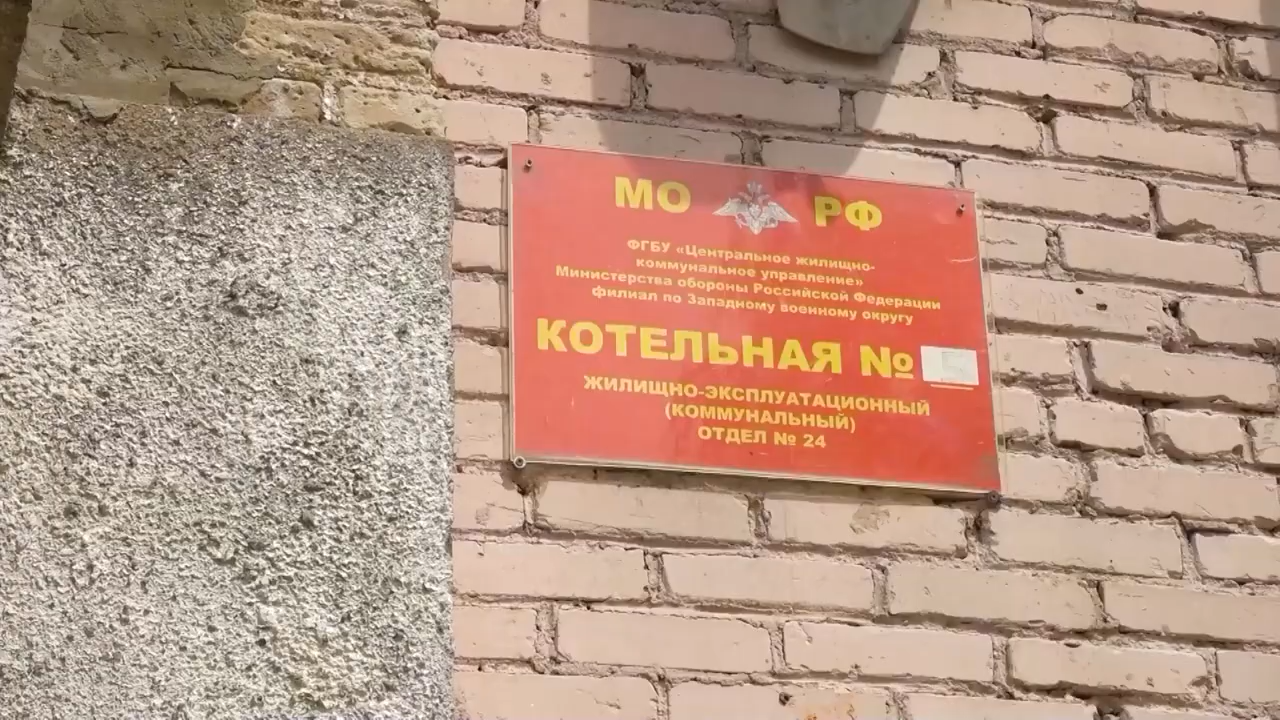 МО РФ
ФГБУ «Центральное жилищно-
коммунальное управление»
Министерства обороны Российской Федерации
филиал по Западному военному округу
КОТЕЛЬНАЯ №
ЖИЛИЩНО-ЭКСПЛУАТАЦИОННЫЙ
(КОММУНАЛЬНЫЙ)
ОТДЕЛ № 24